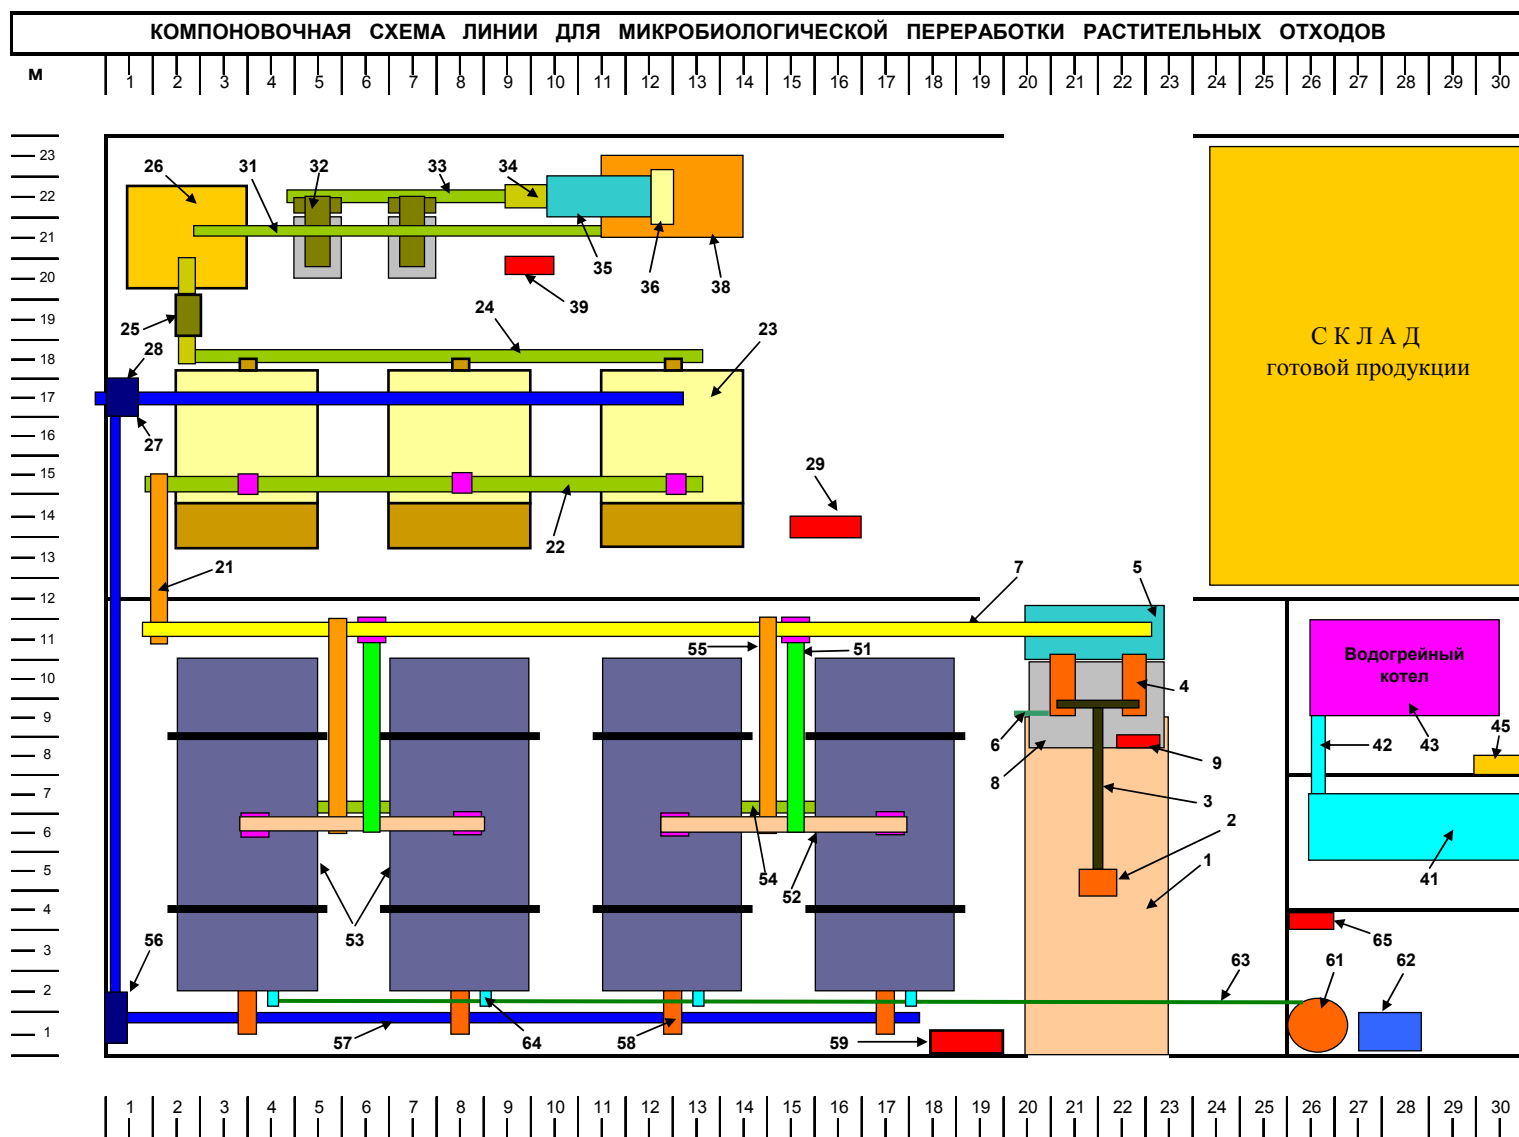 КОМПОНОВОЧНАЯ СХЕМА ЛИНИИ ДЛЯ МИКРОБИОЛОГИЧЕСКОЙ ПЕРЕРАБОТКИ РАСТИТЕЛЬНЫХ ОТХОДОВ
м
1 2 3 4 5 6 7 8 9 10 11 12 13 14 15 16 17 18 19 20 21 22 23 24 25 26 27 28 29 30
23
26 31 32 33 34
22
21
35 36 38
20
39
19
25
24 23
СКЛАД
готовой продукции
28
18
17
27
16
15
29
14
22
13
21 7 5
12
11
55 51
Водогрейный
котел
10
4
9
6 8 9
42 43 45
8
7
3
6
2
5
54 52
1
41
4
53
56
3
65
63 61 62
2
1
57 64 58 59
1 2 3 4 5 6 7 8 9 10 11 12 13 14 15 16 17 18 19 20 21 22 23 24 25 26 27 28 29 30